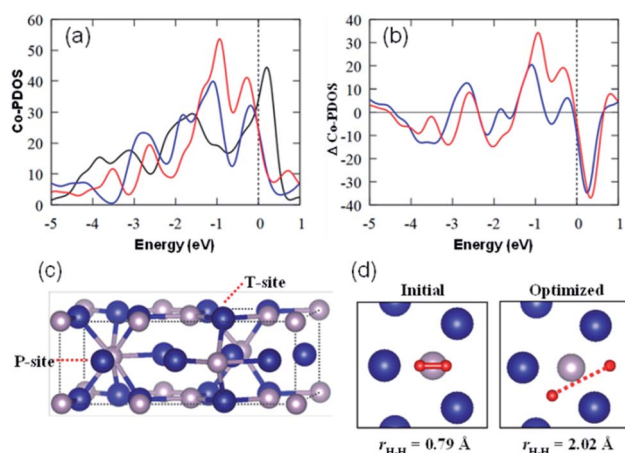 (a)
60
50
40
30
20
10
0
Co-PDOS
-5 -4 -3 -2 -1 0 1
Energy (eV)
(b)
40
30
20
10
0
-10
-20
-30
-40
Δ Co-PDOS
-5 -4 -3 -2 -1 0 1
Energy (eV)
(c)
T-site
P-site
(d)
Initial
Optimized
r H-H = 0.79 Å
r H-H = 2.02 Å